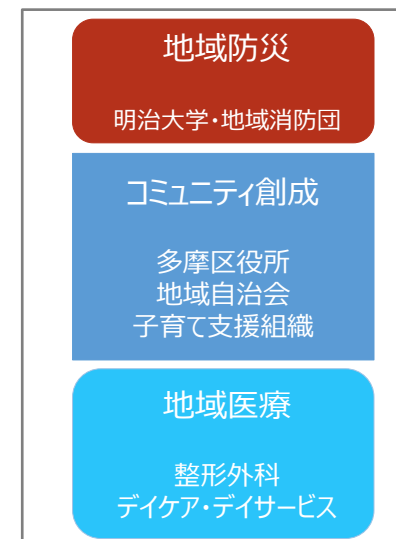 地域防災
明治大学・地域消防団
コミュニティ創成
多摩区役所
地域自治会
子育て支援組織
地域医療
整形外科
デイケア・デイサービス